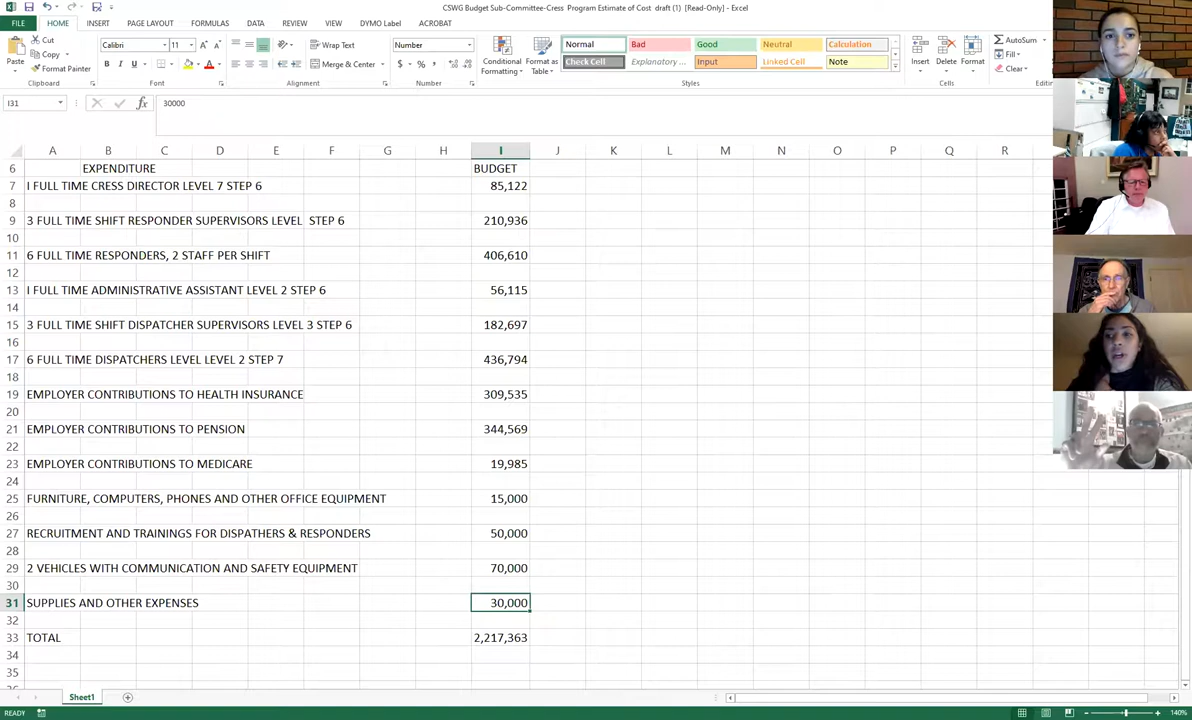 CSWG Budget Sub-Committee-Cress Program Estimate of Cost draft (1) [Read-Only] - Excel
FILE HOME INSERT PAGE LAYOUT FORMULAS DATA REVIEW VIEW DYMO Label ACROBAT
Cut
Copy
Format Painter
Paste
Clipboard
Calibri 11
B I U
Font
Wrap Text
Merge & Center
Alignment
Number
$ % ,
Number
Conditional Formatting
Format as Table
Normal Bad Good Neutral Calculation
Check Cell Explanatory ... Input Linked Cell Note
Styles
Insert Delete Format
Cells
AutoSum
Fill
Clear
I31 fx 30000
A B C D E F G H I J K L M N O P Q R
6 EXPENDITURE BUDGET
7 I FULL TIME CRESS DIRECTOR LEVEL 7 STEP 6 85,122
8
9 3 FULL TIME SHIFT RESPONDER SUPERVISORS LEVEL STEP 6 210,936
10
11 6 FULL TIME RESPONDERS, 2 STAFF PER SHIFT 406,610
12
13 I FULL TIME ADMINISTRATIVE ASSISTANT LEVEL 2 STEP 6 56,115
14
15 3 FULL TIME SHIFT DISPATCHER SUPERVISORS LEVEL 3 STEP 6 182,697
16
17 6 FULL TIME DISPATCHERS LEVEL LEVEL 2 STEP 7 436,794
18
19 EMPLOYER CONTRIBUTIONS TO HEALTH INSURANCE 309,535
20
21 EMPLOYER CONTRIBUTIONS TO PENSION 344,569
22
23 EMPLOYER CONTRIBUTIONS TO MEDICARE 19,985
24
25 FURNITURE, COMPUTERS, PHONES AND OTHER OFFICE EQUIPMENT 15,000
26
27 RECRUITMENT AND TRAININGS FOR DISPATHERS & RESPONDERS 50,000
28
29 2 VEHICLES WITH COMMUNICATION AND SAFETY EQUIPMENT 70,000
30
31 SUPPLIES AND OTHER EXPENSES 30,000
32
33 TOTAL 2,217,363
34
35
Sheet1
READY 140%